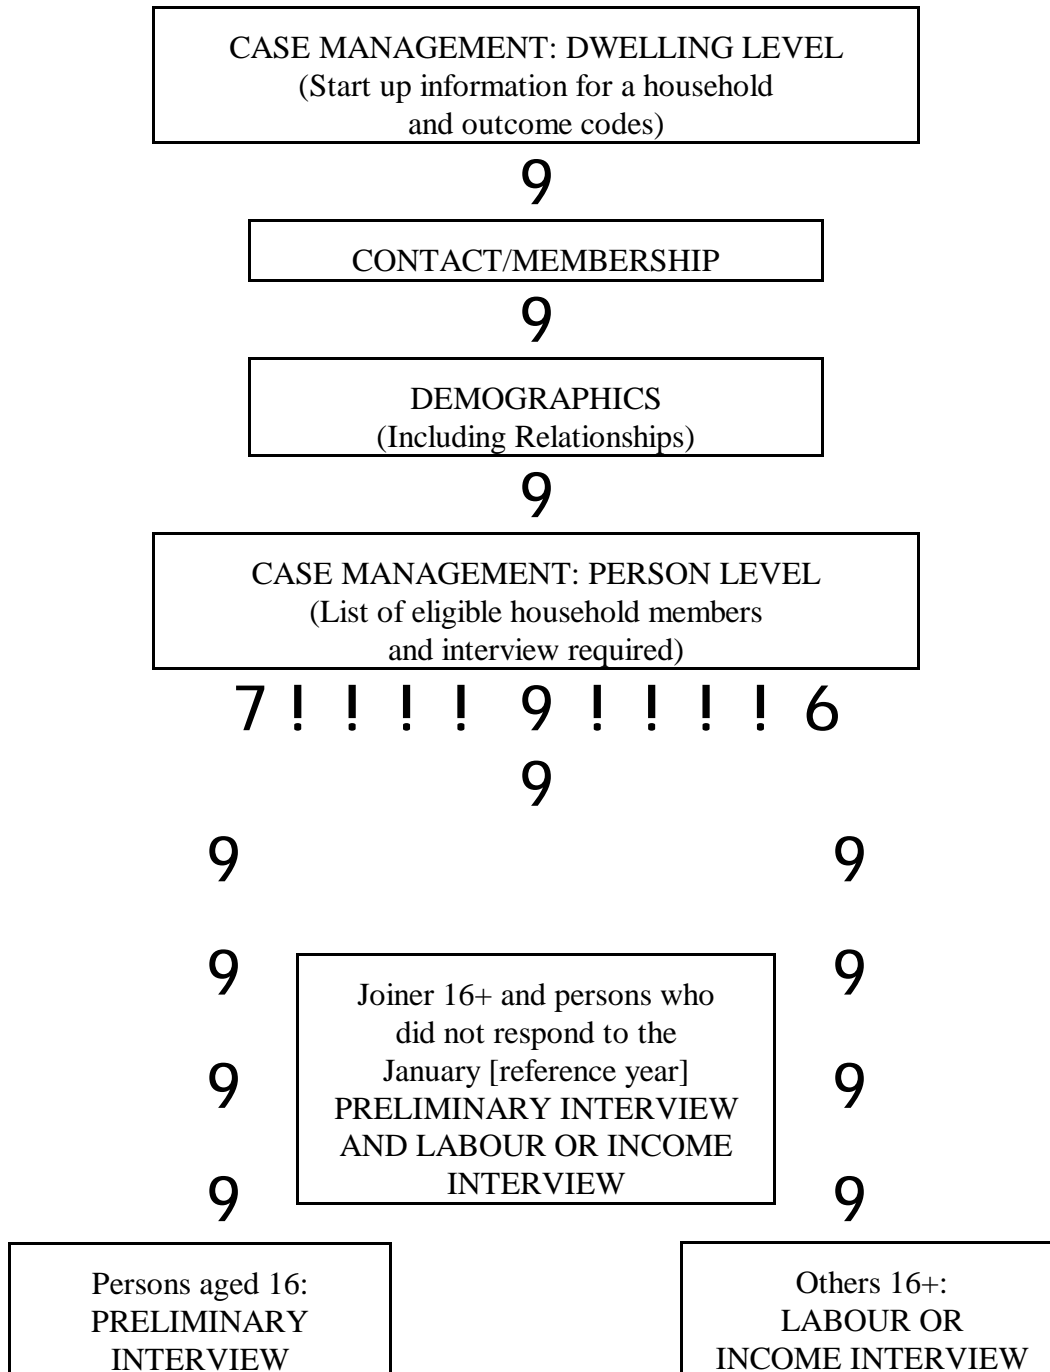 CASE MANAGEMENT: DWELLING LEVEL
(Start up information for a household
and outcome codes)
9
CONTACT/MEMBERSHIP
9
DEMOGRAPHICS
(Including Relationships)
9
CASE MANAGEMENT: PERSON LEVEL
(List of eligible household members
and interview required)
7 ! ! ! ! 9 ! ! ! ! 6
9
9 9
9 9
9 9
9 9
Joiner 16+ and persons who
did not respond to the
January [reference year]
PRELIMINARY INTERVIEW
AND LABOUR OR INCOME
INTERVIEW
Persons aged 16:
PRELIMINARY
INTERVIEW
Others 16+:
LABOUR OR
INCOME INTERVIEW